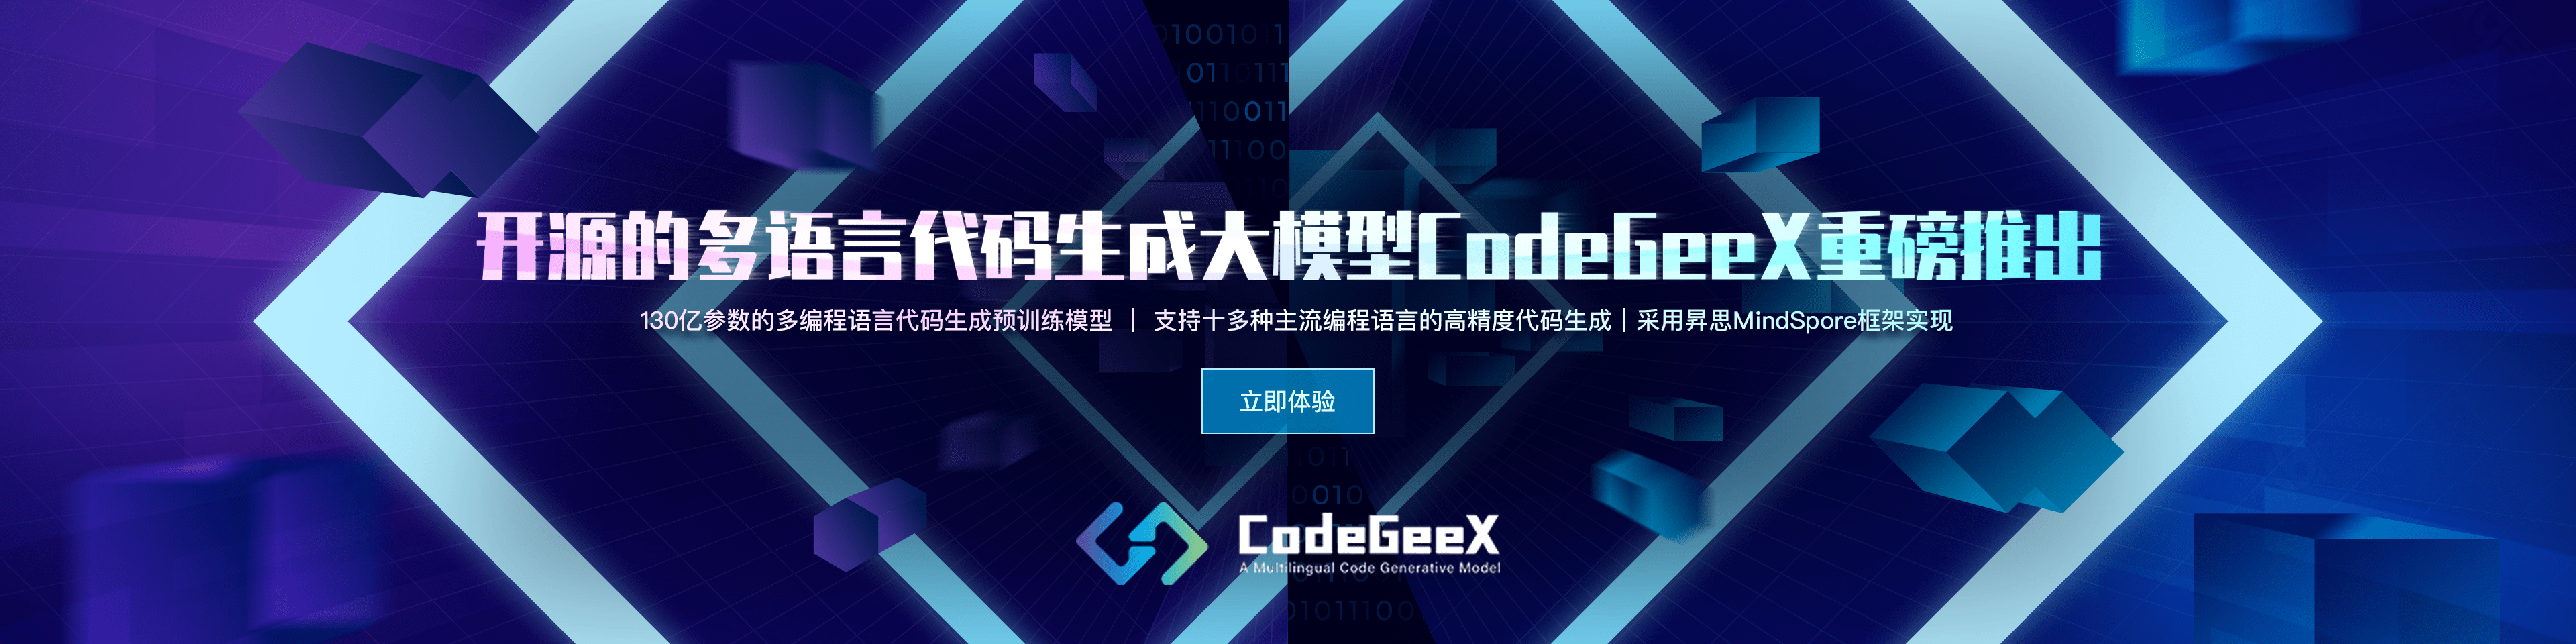 开源的多语言代码生成大模型CodeGeeX重磅推出
130亿参数的多编程语言代码生成预训练模型 | 支持十多种主流编程语言的高精度代码生成 | 采用昇思MindSpore框架实现
立即体验
CodeGeeX
A Multilingual Code Generative Model